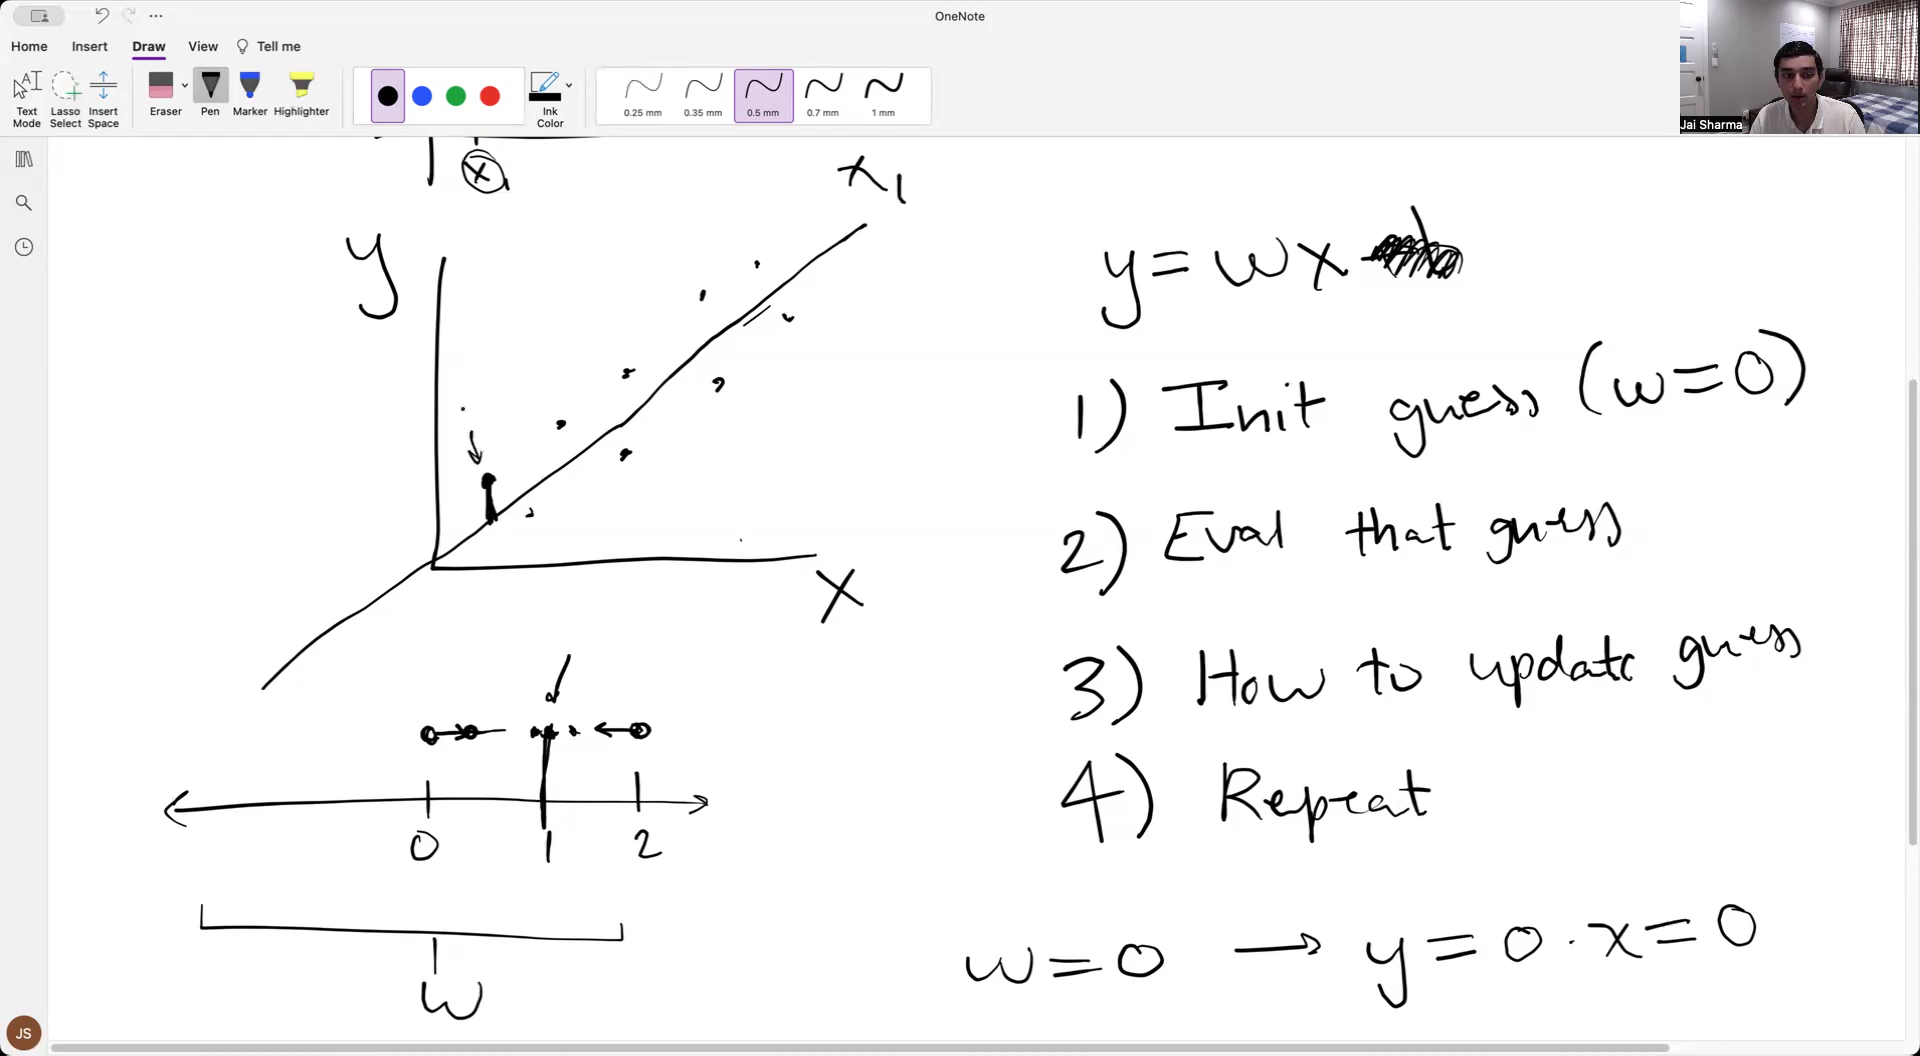 OneNote
Home Insert Draw View Tell me
Text Mode
Lasso Select
Insert Space
Eraser
Pen
Marker
Highlighter
Ink Color
0.25 mm
0.35 mm
0.5 mm
0.7 mm
1 mm
Jai Sharma
x
x1
y
x
0 1 2
w
y = wx
1) Init guess (w=0)
2) Eval that guess
3) How to update guess
4) Repeat
w=0 → y=0·x=0
JS